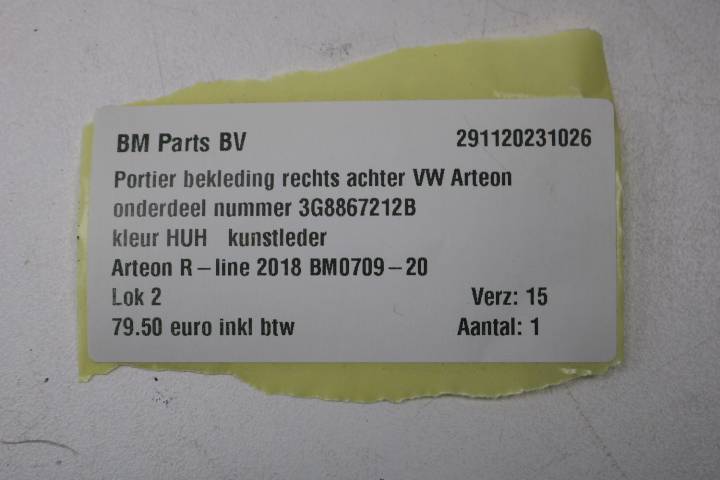 BM Parts BV 291120231026
Portier bekleding rechts achter VW Arteon
onderdeel nummer 3G8867212B
kleur HUH kunstleder
Arteon R-line 2018 BM0709-20
Lok 2 Verz: 15
79.50 euro inkl btw Aantal: 1